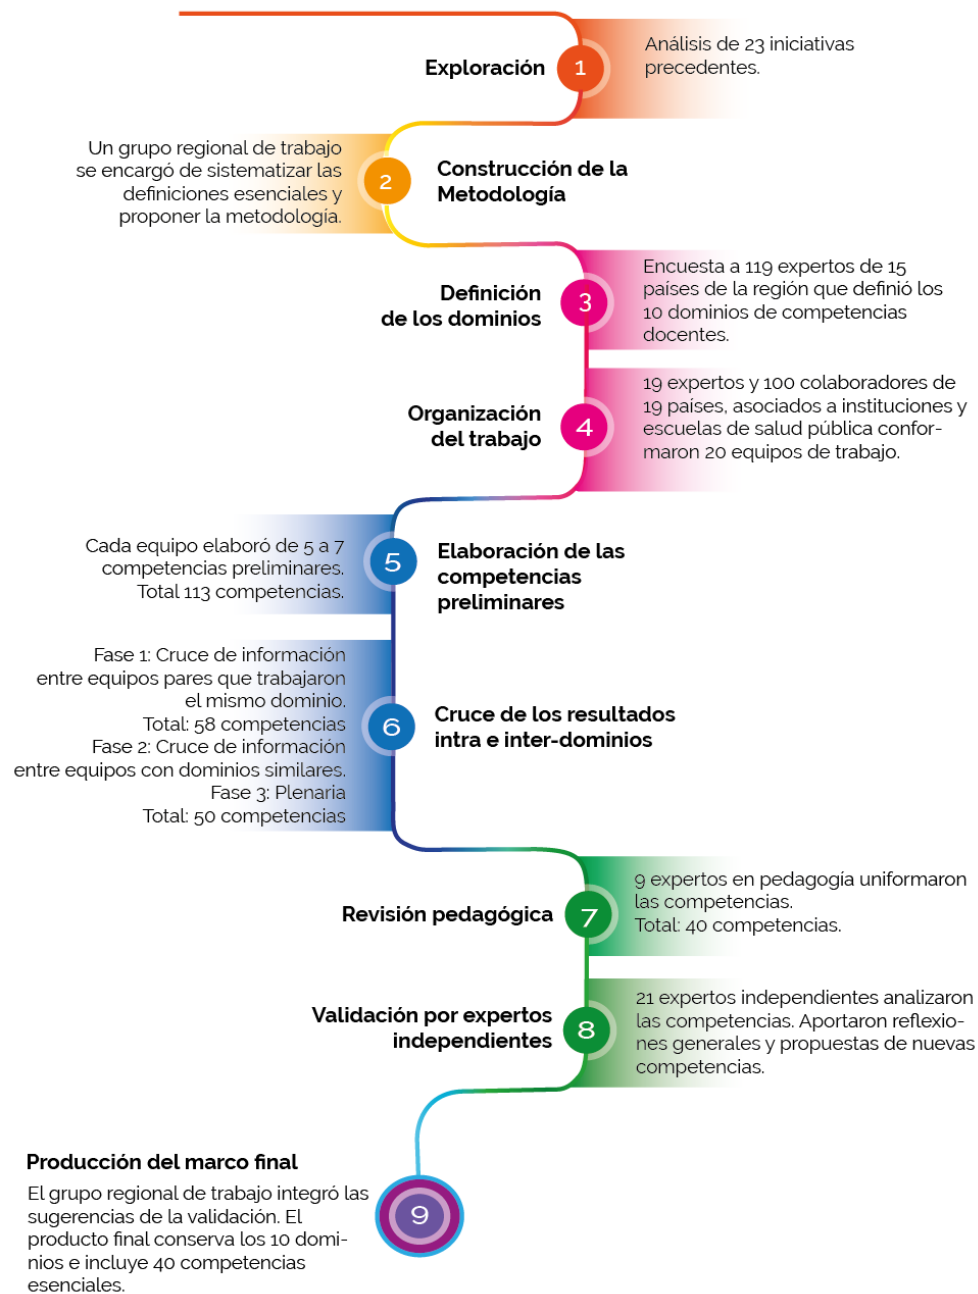 Exploración
1
Análisis de 23 iniciativas
precedentes.
Un grupo regional de trabajo
se encargó de sistematizar las
definiciones esenciales y
proponer la metodología.
2
Construcción de la
Metodología
Definición
de los dominios
3
Encuesta a 119 expertos de 15
países de la región que definió los
10 dominios de competencias
docentes.
Organización
del trabajo
4
19 expertos y 100 colaboradores de
19 países, asociados a instituciones y
escuelas de salud pública confor-
maron 20 equipos de trabajo.
Cada equipo elaboró de 5 a 7
competencias preliminares.
Total 113 competencias.
5
Elaboración de las
competencias
preliminares
Fase 1: Cruce de información
entre equipos pares que trabajaron
el mismo dominio.
Total: 58 competencias
Fase 2: Cruce de información
entre equipos con dominios similares.
Fase 3: Plenaria
Total: 50 competencias
6
Cruce de los resultados
intra e inter-dominios
Revisión pedagógica
7
9 expertos en pedagogía uniformaron
las competencias.
Total: 40 competencias.
Validación por expertos
independientes
8
21 expertos independientes analizaron
las competencias. Aportaron reflexio-
nes generales y propuestas de nuevas
competencias.
Producción del marco final
El grupo regional de trabajo integró las
sugerencias de la validación. El
producto final conserva los 10 domi-
nios e incluye 40 competencias
esenciales.
9